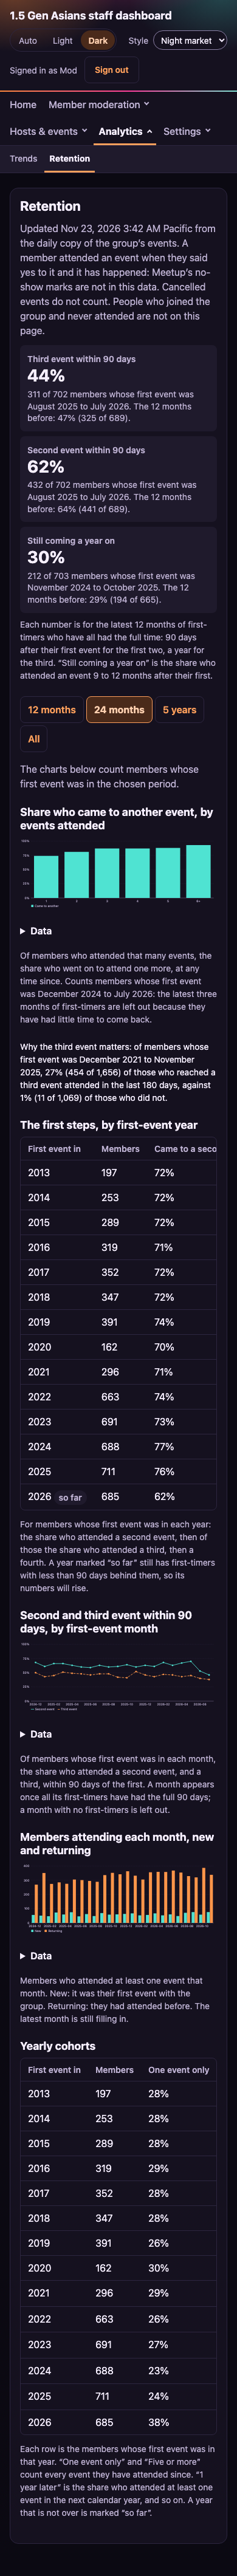 1.5 Gen Asians staff dashboard
Auto Light Dark Style Night market
Signed in as Mod Sign out
Home Member moderation
Hosts & events Analytics Settings
Trends Retention
Retention
Updated Nov 23, 2026 3:42 AM Pacific from
the daily copy of the group's events. A
member attended an event when they said
yes to it and it has happened: Meetup's no-
show marks are not in this data. Cancelled
events do not count. People who joined the
group and never attended are not on this
page.
Third event within 90 days
44%
311 of 702 members whose first event was
August 2025 to July 2026. The 12 months
before: 47% (325 of 689).
Second event within 90 days
62%
432 of 702 members whose first event was
August 2025 to July 2026. The 12 months
before: 64% (441 of 689).
Still coming a year on
30%
212 of 703 members whose first event was
November 2024 to October 2025. The 12
months before: 29% (194 of 665).
Each number is for the latest 12 months of first-
timers who have all had the full time: 90 days
after their first event for the first two, a year for
the third. “Still coming a year on” is the share who
attended an event 9 to 12 months after their first.
12 months 24 months 5 years
All
The charts below count members whose
first event was in the chosen period.
Share who came to another event, by
events attended
100%
75%
50%
25%
0%
1 2 3 4 5 6+
Came to another
Data
Of members who attended that many events, the
share who went on to attend one more, at any
time since. Counts members whose first event
was December 2024 to July 2026: the latest three
months of first-timers are left out because they
have had little time to come back.
Why the third event matters: of members whose
first event was December 2021 to November
2025, 27% (454 of 1,656) of those who reached a
third event attended in the last 180 days, against
1% (11 of 1,069) of those who did not.
The first steps, by first-event year
First event in Members Came to a seco
2013 197 72%
2014 253 72%
2015 289 72%
2016 319 71%
2017 352 72%
2018 347 72%
2019 391 74%
2020 162 70%
2021 296 71%
2022 663 74%
2023 691 73%
2024 688 77%
2025 711 76%
2026 so far 685 62%
For members whose first event was in each year:
the share who attended a second event, then of
those the share who attended a third, then a
fourth. A year marked “so far” still has first-timers
with less than 90 days behind them, so its
numbers will rise.
Second and third event within 90
days, by first-event month
100%
75%
50%
25%
0%
Second event Third event
Data
Of members whose first event was in each month,
the share who attended a second event, and a
third, within 90 days of the first. A month appears
once all its first-timers have had the full 90 days;
a month with no first-timers is left out.
Members attending each month, new
and returning
New Returning
Data
Members who attended at least one event that
month. New: it was their first event with the
group. Returning: they had attended before. The
latest month is still filling in.
Yearly cohorts
First event in Members One event only
2013 197 28%
2014 253 28%
2015 289 28%
2016 319 29%
2017 352 28%
2018 347 28%
2019 391 26%
2020 162 30%
2021 296 29%
2022 663 26%
2023 691 27%
2024 688 23%
2025 711 24%
2026 685 38%
Each row is the members whose first event was in
that year. “One event only” and “Five or more”
count every event they have attended since. “1
year later” is the share who attended at least one
event in the next calendar year, and so on. A year
that is not over is marked “so far”.